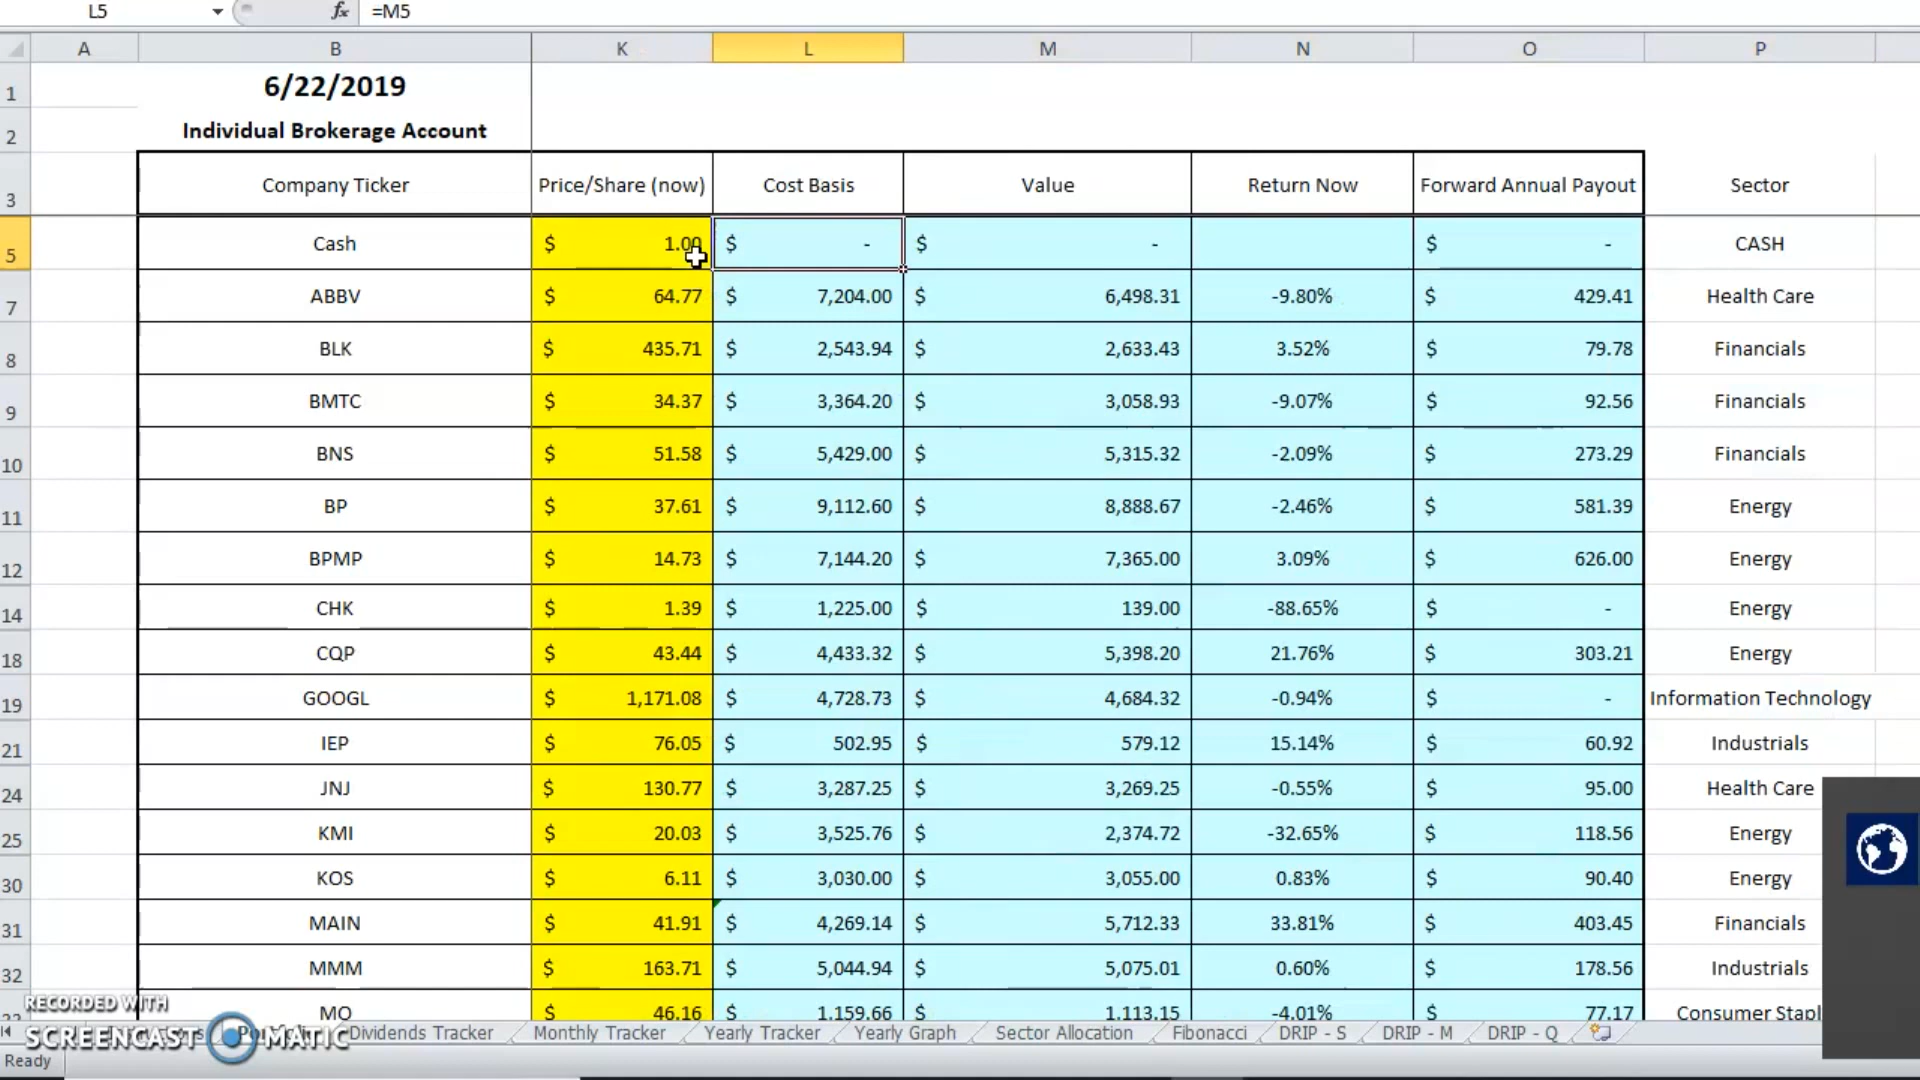 L5 fx =M5
A B K L M N O P
1 6/22/2019
2 Individual Brokerage Account
3 Company Ticker Price/Share (now) Cost Basis Value Return Now Forward Annual Payout Sector
5 Cash $ 1.00 $ - $ - $ - CASH
7 ABBV $ 64.77 $ 7,204.00 $ 6,498.31 -9.80% $ 429.41 Health Care
8 BLK $ 435.71 $ 2,543.94 $ 2,633.43 3.52% $ 79.78 Financials
9 BMTC $ 34.37 $ 3,364.20 $ 3,058.93 -9.07% $ 92.56 Financials
10 BNS $ 51.58 $ 5,429.00 $ 5,315.32 -2.09% $ 273.29 Financials
11 BP $ 37.61 $ 9,112.60 $ 8,888.67 -2.46% $ 581.39 Energy
12 BPMP $ 14.73 $ 7,144.20 $ 7,365.00 3.09% $ 626.00 Energy
14 CHK $ 1.39 $ 1,225.00 $ 139.00 -88.65% $ - Energy
18 CQP $ 43.44 $ 4,433.32 $ 5,398.20 21.76% $ 303.21 Energy
19 GOOGL $ 1,171.08 $ 4,728.73 $ 4,684.32 -0.94% $ - Information Technology
21 IEP $ 76.05 $ 502.95 $ 579.12 15.14% $ 60.92 Industrials
24 JNJ $ 130.77 $ 3,287.25 $ 3,269.25 -0.55% $ 95.00 Health Care
25 KMI $ 20.03 $ 3,525.76 $ 2,374.72 -32.65% $ 118.56 Energy
30 KOS $ 6.11 $ 3,030.00 $ 3,055.00 0.83% $ 90.40 Energy
31 MAIN $ 41.91 $ 4,269.14 $ 5,712.33 33.81% $ 403.45 Financials
32 MMM $ 163.71 $ 5,044.94 $ 5,075.01 0.60% $ 178.56 Industrials
MO $ 46.16 $ 1,159.66 $ 1,113.15 -4.01% $ 77.17 Consumer Stapl
RECORDED WITH
SCREENCAST MATIC
Dividends Tracker Monthly Tracker Yearly Tracker Yearly Graph Sector Allocation Fibonacci DRIP - S DRIP - M DRIP - Q
Ready